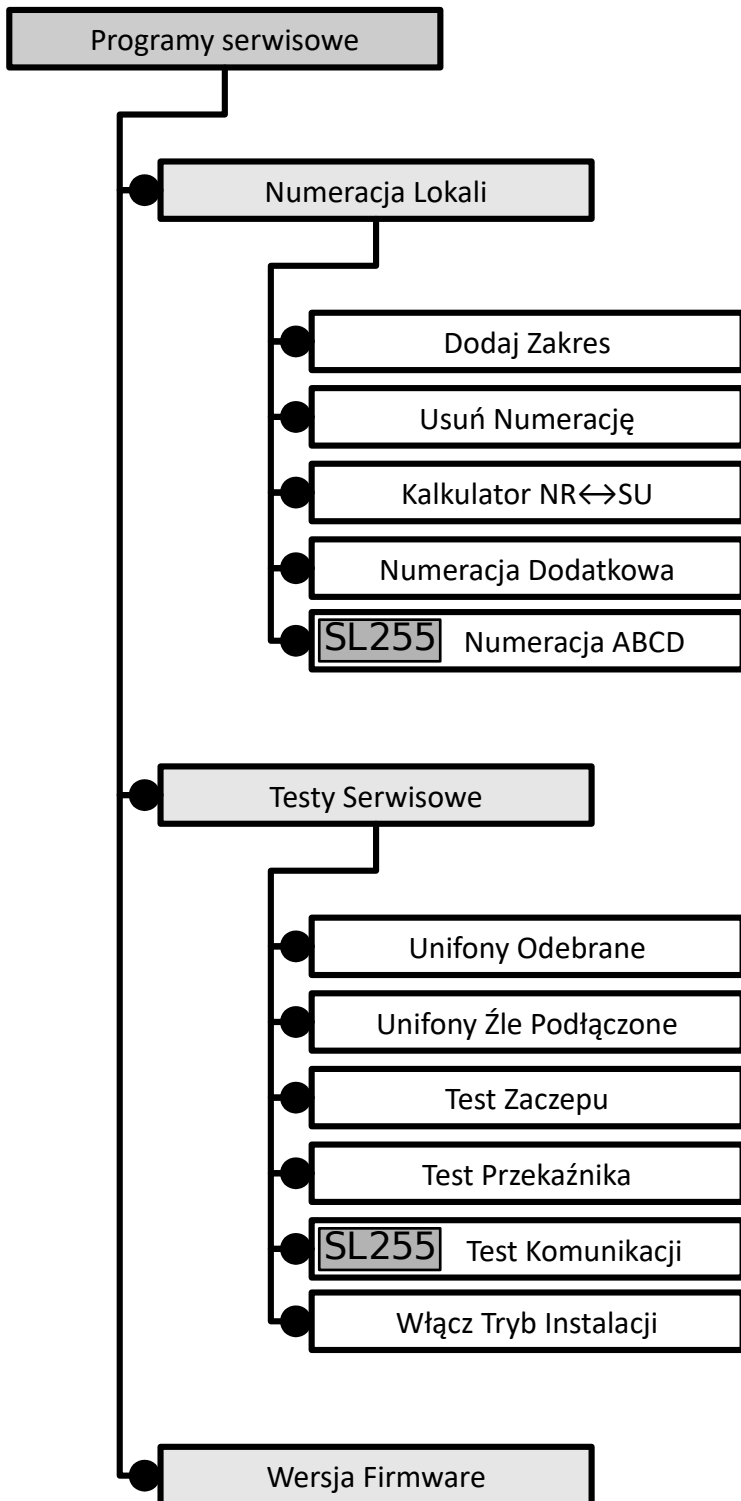 Programy serwisowe
Numeracja Lokali
Dodaj Zakres
Usuń Numerację
Kalkulator NR↔SU
Numeracja Dodatkowa
SL255 Numeracja ABCD
Testy Serwisowe
Unifony Odebrane
Unifony Źle Podłączone
Test Zaczepu
Test Przekaźnika
SL255 Test Komunikacji
Włącz Tryb Instalacji
Wersja Firmware